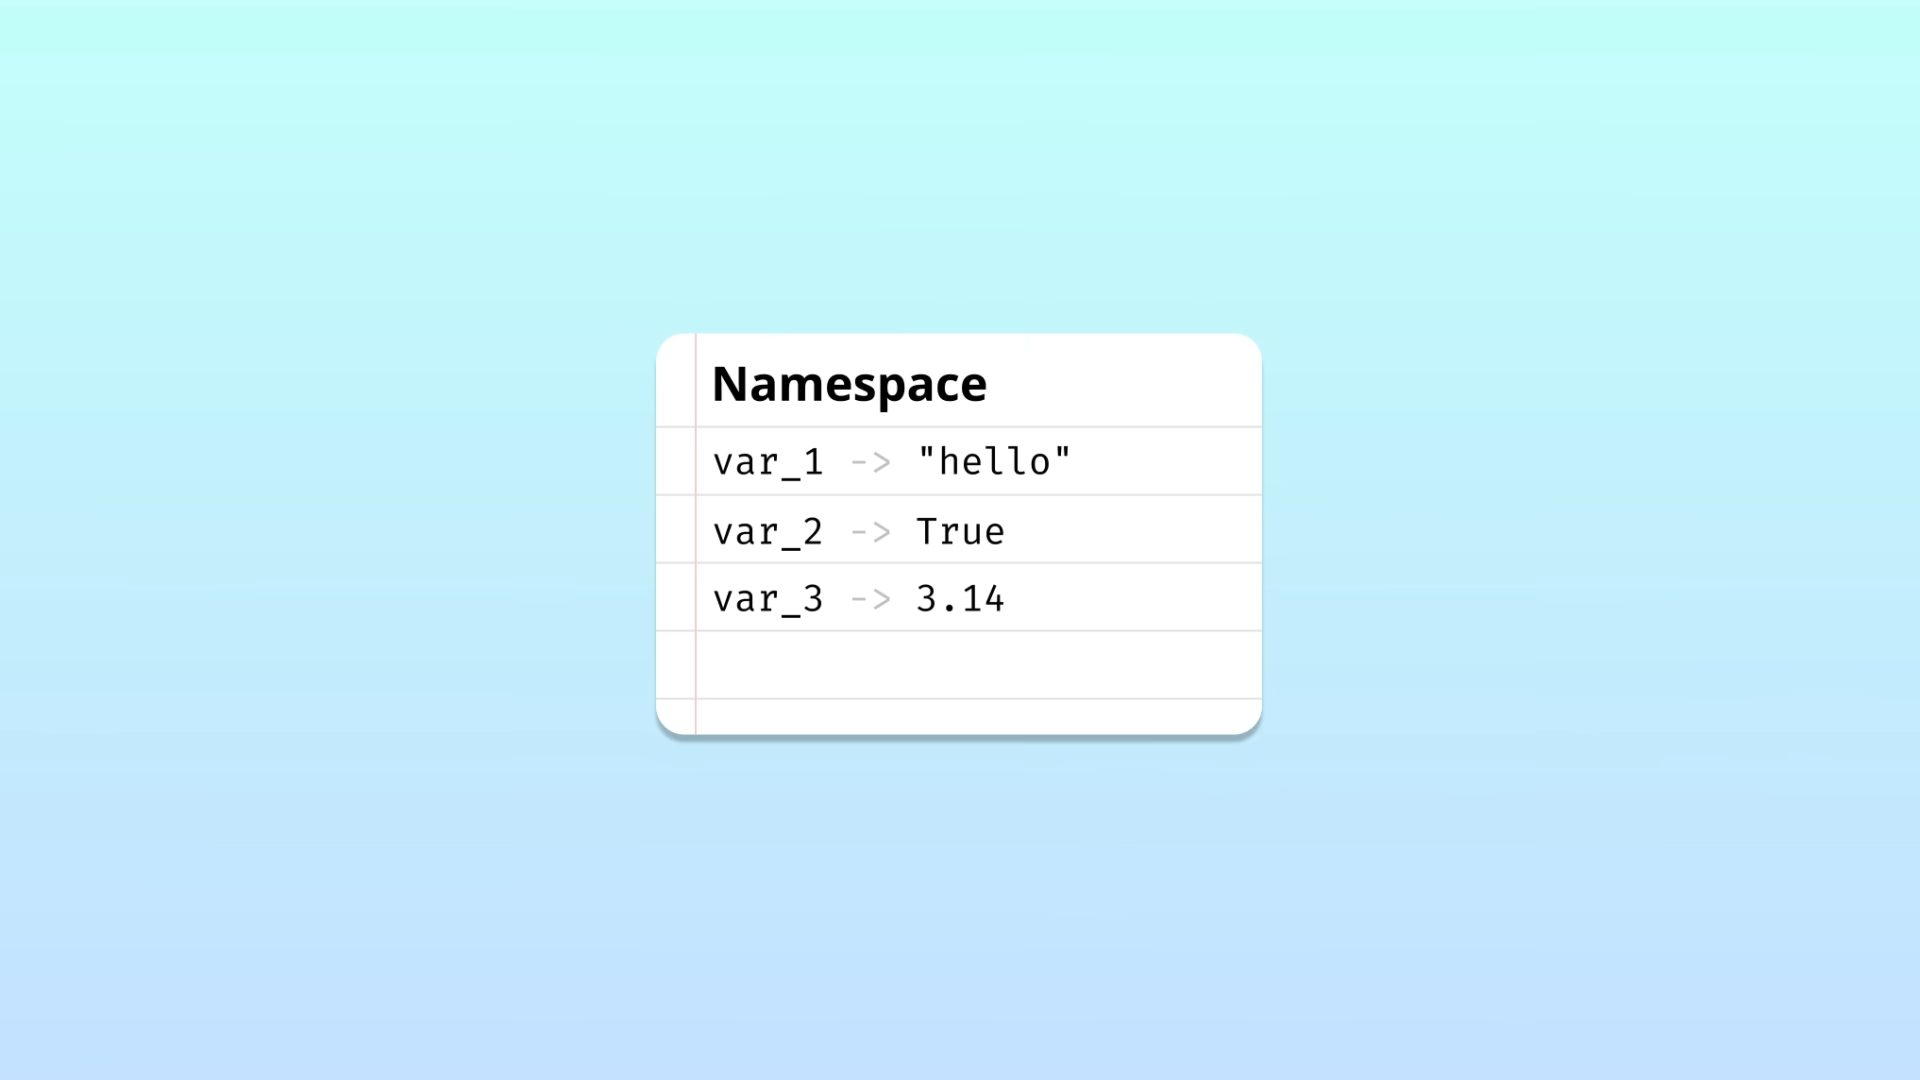 Namespace
var_1 -> "hello"
var_2 -> True
var_3 -> 3.14